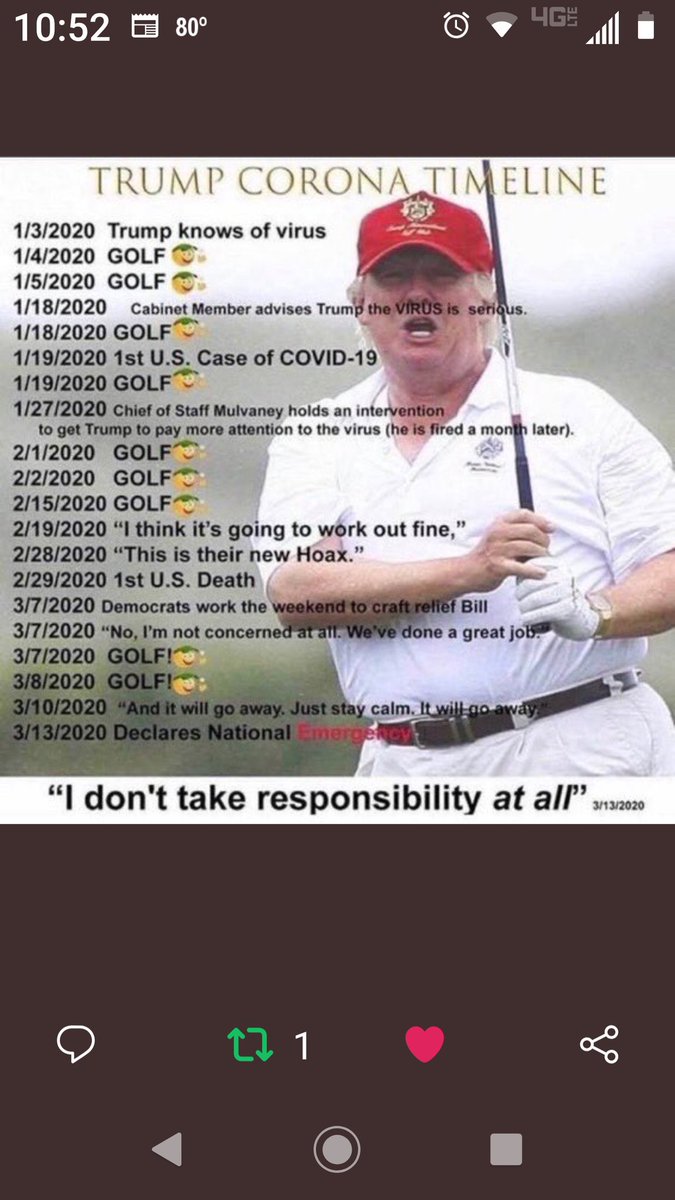 10:52 80° 4G LTE
TRUMP CORONA TIMELINE
1/3/2020 Trump knows of virus
1/4/2020 GOLF
1/5/2020 GOLF
1/18/2020 Cabinet Member advises Trump the VIRUS is serious.
1/18/2020 GOLF
1/19/2020 1st U.S. Case of COVID-19
1/19/2020 GOLF
1/27/2020 Chief of Staff Mulvaney holds an intervention
to get Trump to pay more attention to the virus (he is fired a month later).
2/1/2020 GOLF
2/2/2020 GOLF
2/15/2020 GOLF
2/19/2020 “I think it’s going to work out fine,”
2/28/2020 “This is their new Hoax.”
2/29/2020 1st U.S. Death
3/7/2020 Democrats work the weekend to craft relief Bill
3/7/2020 “No, I’m not concerned at all. We’ve done a great job.”
3/7/2020 GOLF!
3/8/2020 GOLF!
3/10/2020 “And it will go away. Just stay calm. It will go away.”
3/13/2020 Declares National Emergency
“I don't take responsibility at all” 3/13/2020
1